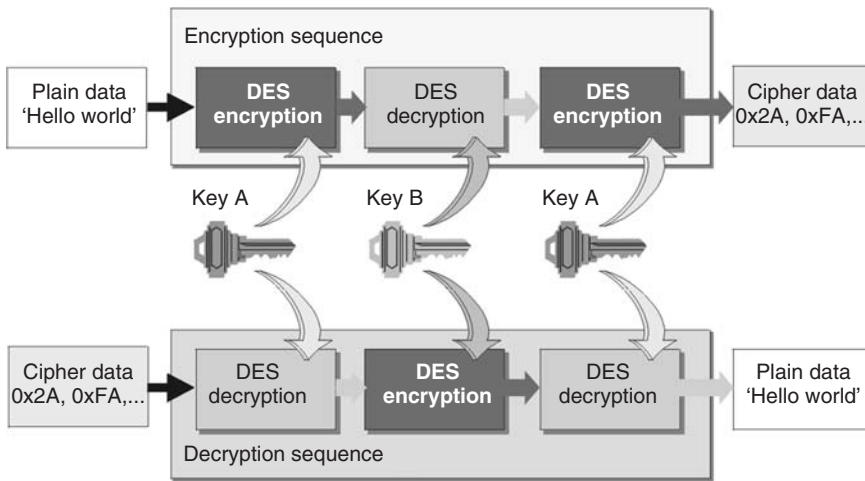 Encryption sequence
Plain data
‘Hello world’
DES
encryption
DES
decryption
DES
encryption
Cipher data
0x2A, 0xFA,...
Key A
Key B
Key A
Cipher data
0x2A, 0xFA,...
DES
decryption
DES
encryption
DES
decryption
Plain data
‘Hello world’
Decryption sequence